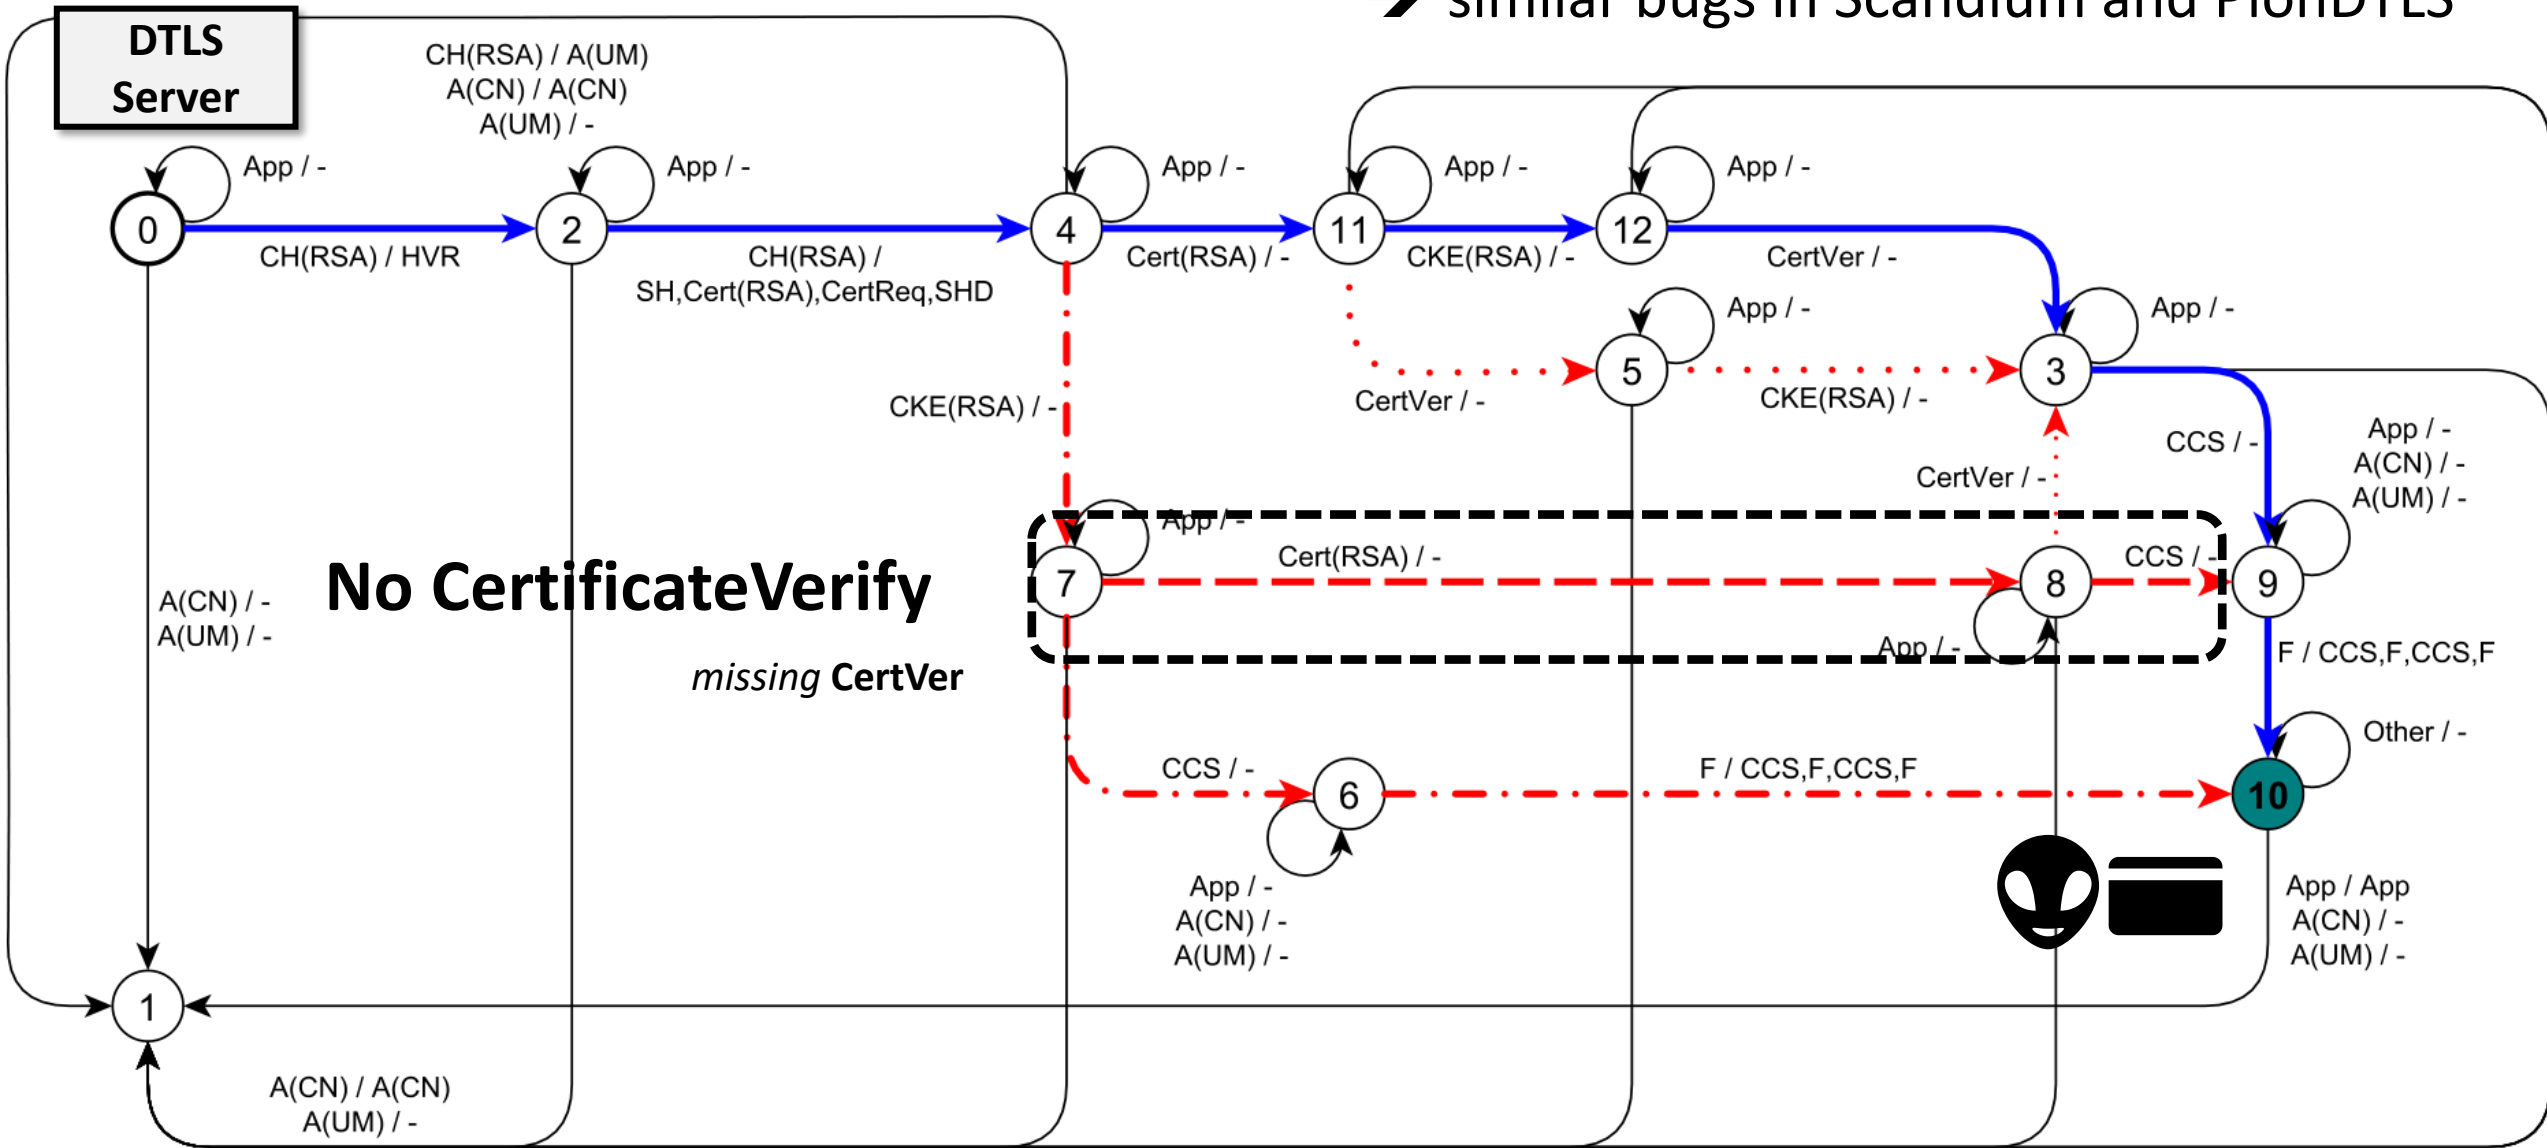 similar bugs in Scandium and PionDTLS
DTLS
Server
CH(RSA) / A(UM)
A(CN) / A(CN)
A(UM) / -
App / -
App / -
App / -
App / -
App / -
0
2
4
11
12
CH(RSA) / HVR
CH(RSA) /
SH,Cert(RSA),CertReq,SHD
Cert(RSA) / -
CKE(RSA) / -
CertVer / -
App / -
App / -
5
3
CertVer / -
CKE(RSA) / -
CKE(RSA) / -
CCS / -
App / -
A(CN) / -
A(UM) / -
CertVer / -
App / -
Cert(RSA) / -
CCS / -
No CertificateVerify
7
8
9
A(CN) / -
A(UM) / -
App / -
F / CCS,F,CCS,F
missing CertVer
Other / -
CCS / -
F / CCS,F,CCS,F
6
10
App / -
A(CN) / -
A(UM) / -
App / App
A(CN) / -
A(UM) / -
1
A(CN) / A(CN)
A(UM) / -